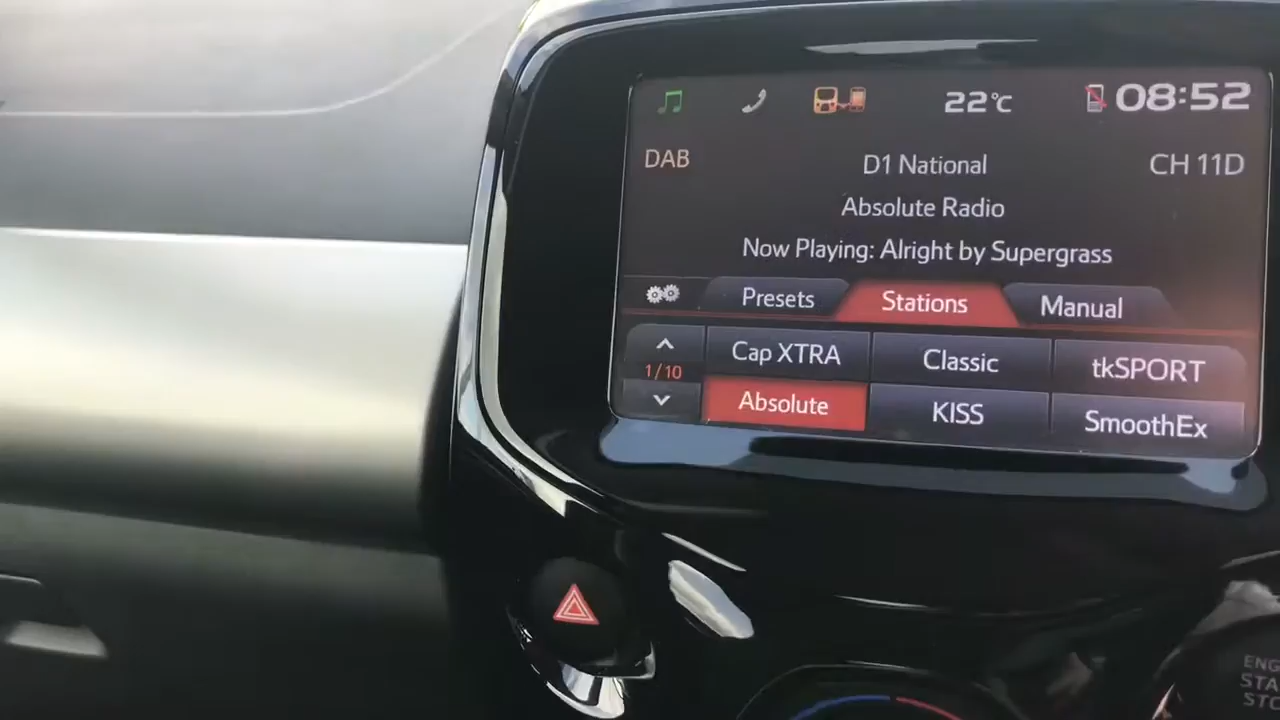 22°C 08:52
DAB D1 National CH 11D
Absolute Radio
Now Playing: Alright by Supergrass
Presets Stations Manual
Cap XTRA Classic tkSPORT
1/10
Absolute KISS SmoothEx